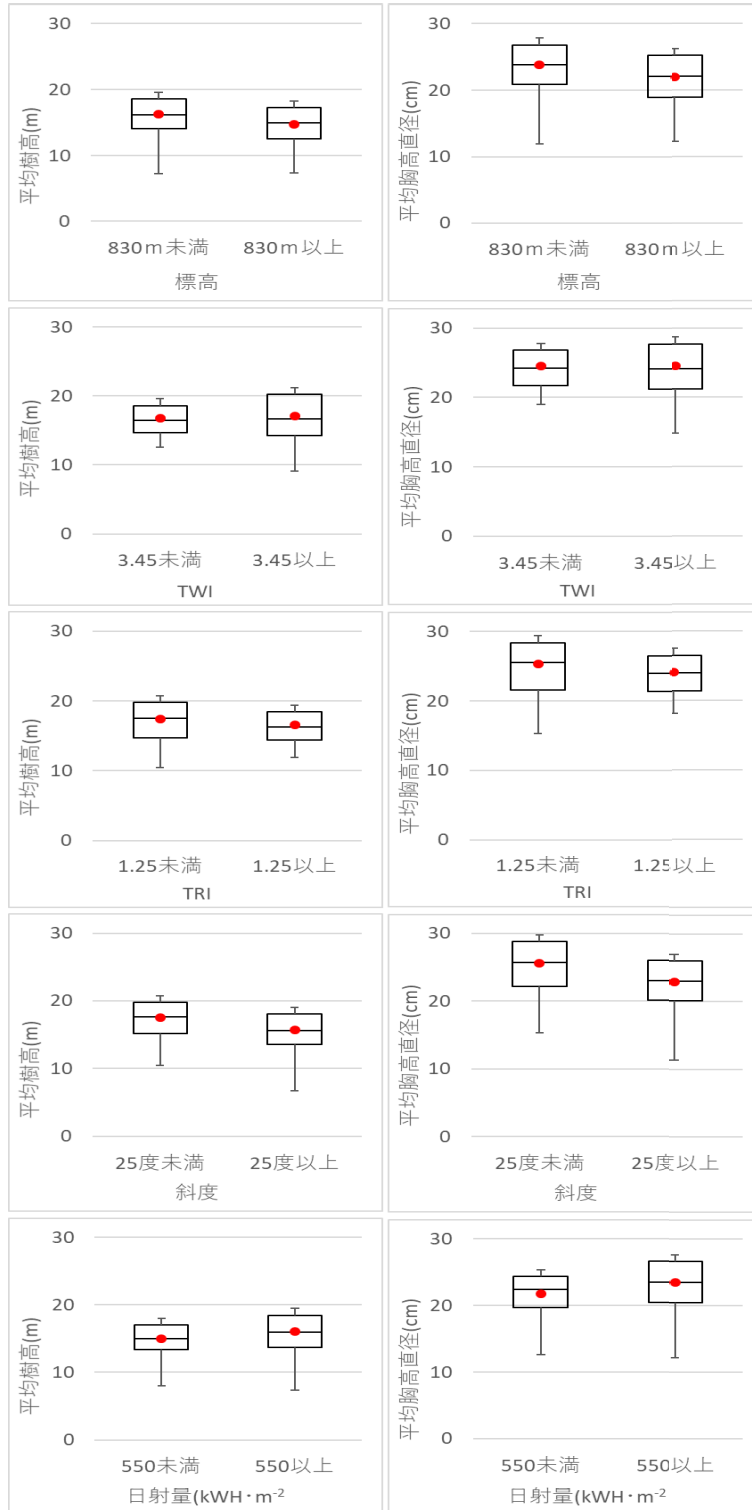 30
20
10
0
平均樹高(m)
830m未満
830m以上
標高
30
20
10
0
平均胸高直径(cm)
830m未満
830m以上
標高
30
20
10
0
平均樹高(m)
3.45未満
3.45以上
TWI
30
20
10
0
平均胸高直径(cm)
3.45未満
3.45以上
TWI
30
20
10
0
平均樹高(m)
1.25未満
1.25以上
TRI
30
20
10
0
平均胸高直径(cm)
1.25未満
1.25以上
TRI
30
20
10
0
平均樹高(m)
25度未満
25度以上
斜度
30
20
10
0
平均胸高直径(cm)
25度未満
25度以上
斜度
30
20
10
0
平均樹高(m)
550未満
550以上
日射量(kWH・m⁻²
30
20
10
0
平均胸高直径(cm)
550未満
550以上
日射量(kWH・m⁻²